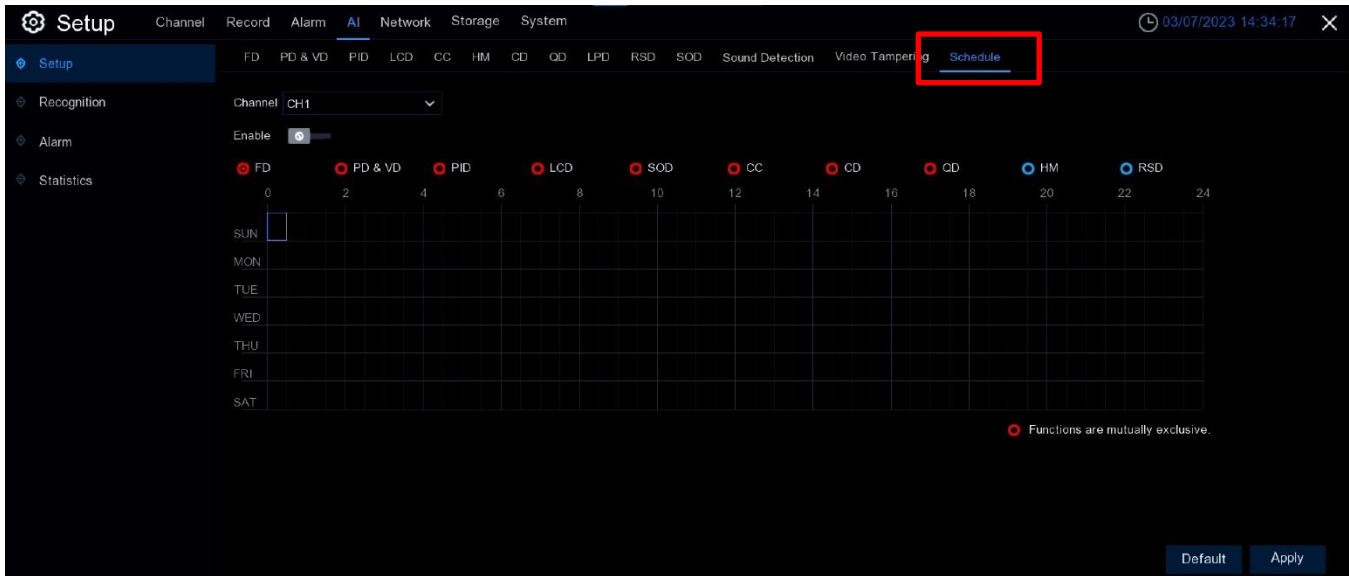 Setup Channel Record Alarm AI Network Storage System 03/07/2023 14:34:17
Setup
Recognition
Alarm
Statistics
FD PD & VD PID LCD CC HM CD QD LPD RSD SOD Sound Detection Video Tampering Schedule
Channel CH1
Enable
FD PD & VD PID LCD SOD CC CD QD HM RSD
0 2 4 6 8 10 12 14 16 18 20 22 24
SUN
MON
TUE
WED
THU
FRI
SAT
Functions are mutually exclusive.
Default Apply